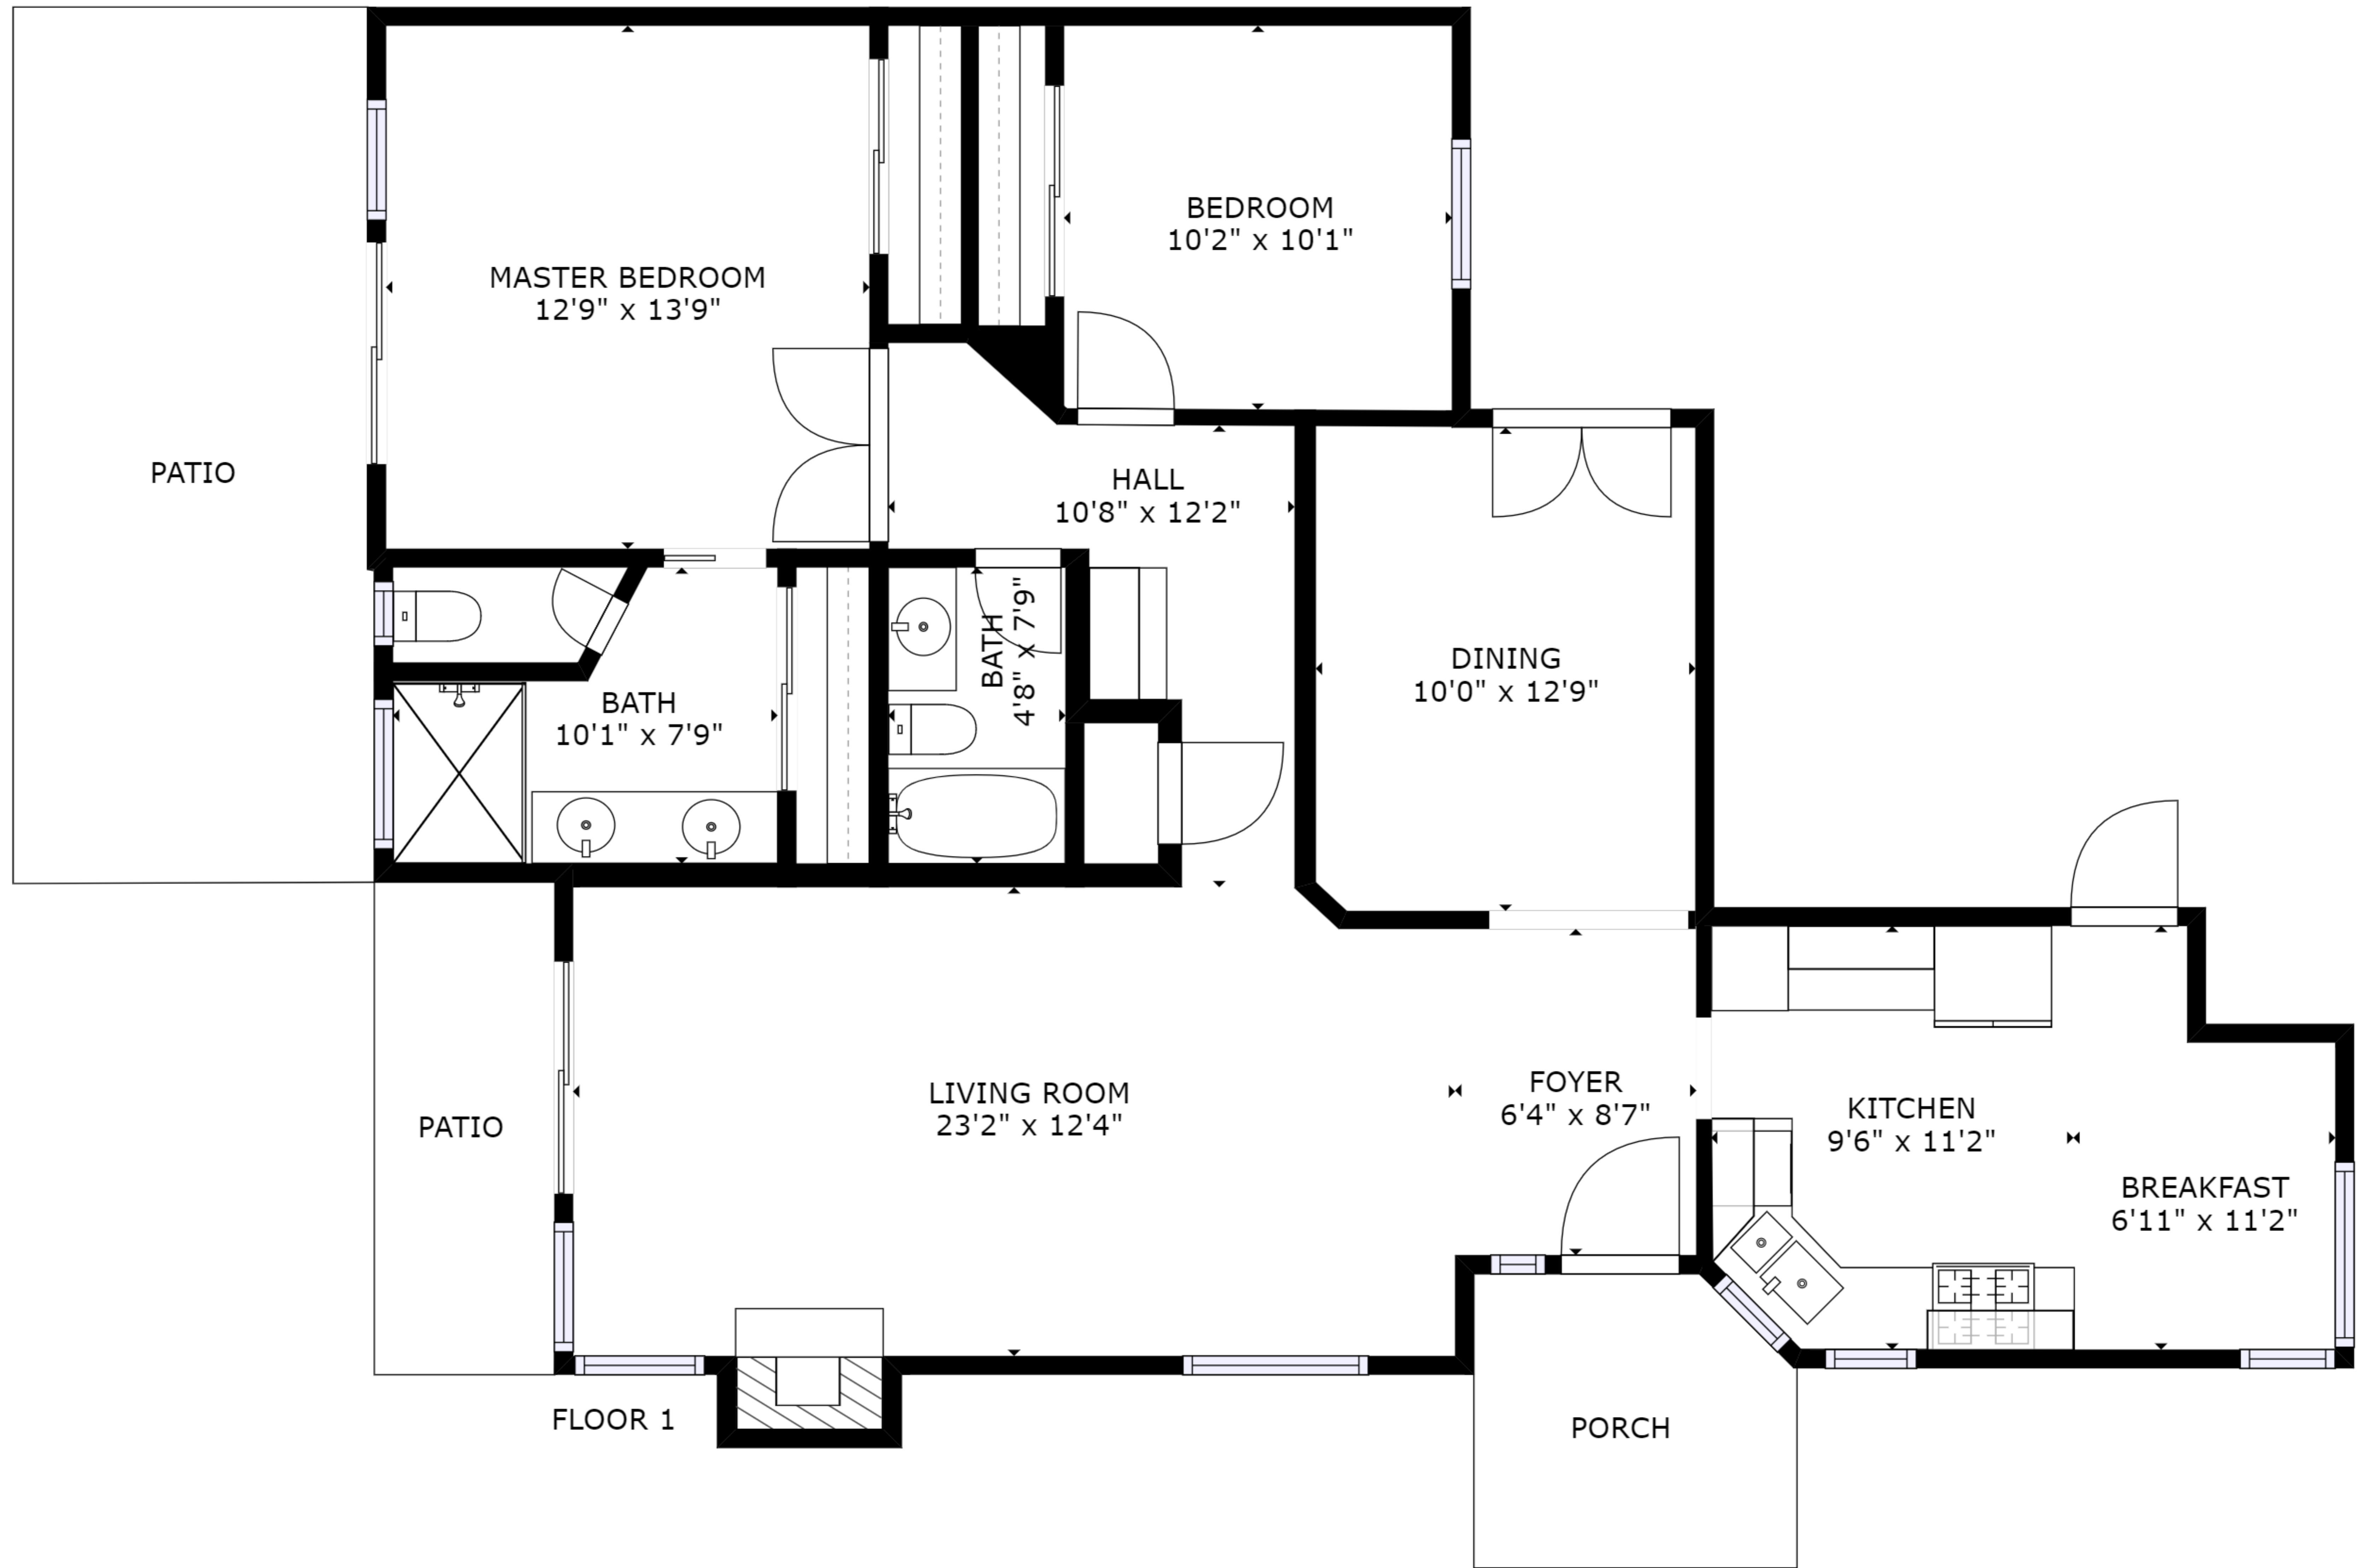 BEDROOM
10'2" x 10'1"
MASTER BEDROOM
12'9" x 13'9"
PATIO
HALL
10'8" x 12'2"
BATH
4'8" x 7'9"
DINING
10'0" x 12'9"
BATH
10'1" x 7'9"
LIVING ROOM
23'2" x 12'4"
FOYER
6'4" x 8'7"
KITCHEN
9'6" x 11'2"
PATIO
BREAKFAST
6'11" x 11'2"
FLOOR 1
PORCH